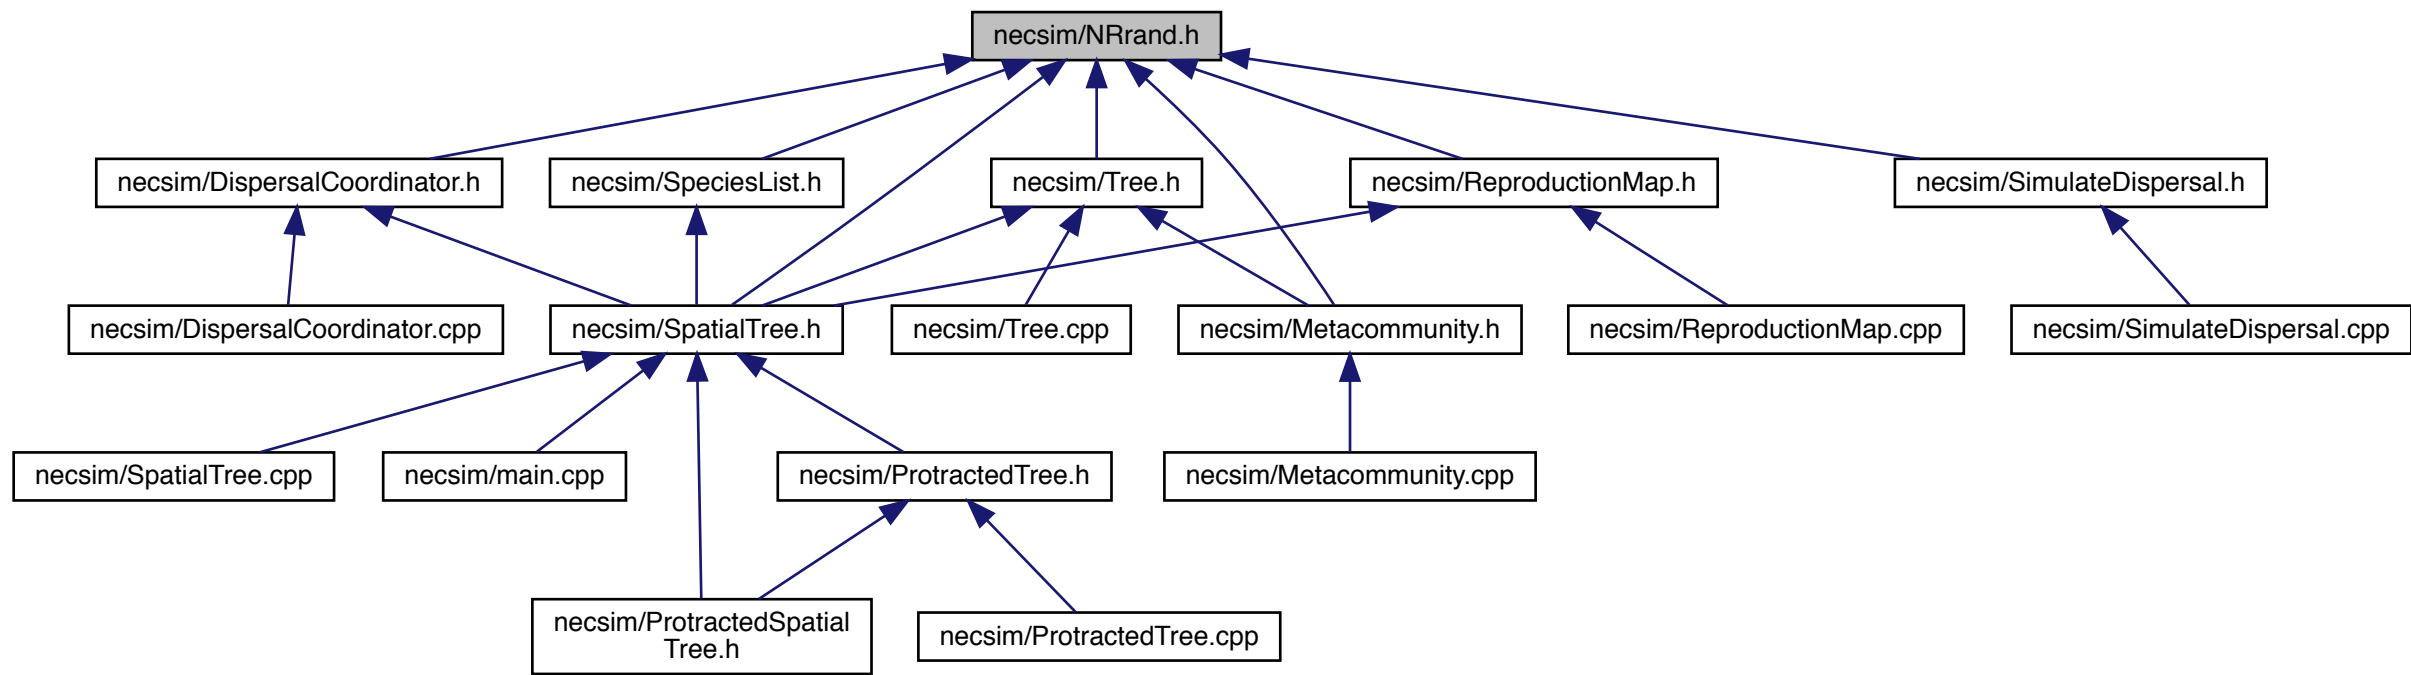 necsim/NRrand.h
necsim/DispersalCoordinator.h
necsim/SpeciesList.h
necsim/Tree.h
necsim/ReproductionMap.h
necsim/SimulateDispersal.h
necsim/DispersalCoordinator.cpp
necsim/SpatialTree.h
necsim/Tree.cpp
necsim/Metacommunity.h
necsim/ReproductionMap.cpp
necsim/SimulateDispersal.cpp
necsim/SpatialTree.cpp
necsim/main.cpp
necsim/ProtractedTree.h
necsim/Metacommunity.cpp
necsim/ProtractedSpatial
Tree.h
necsim/ProtractedTree.cpp